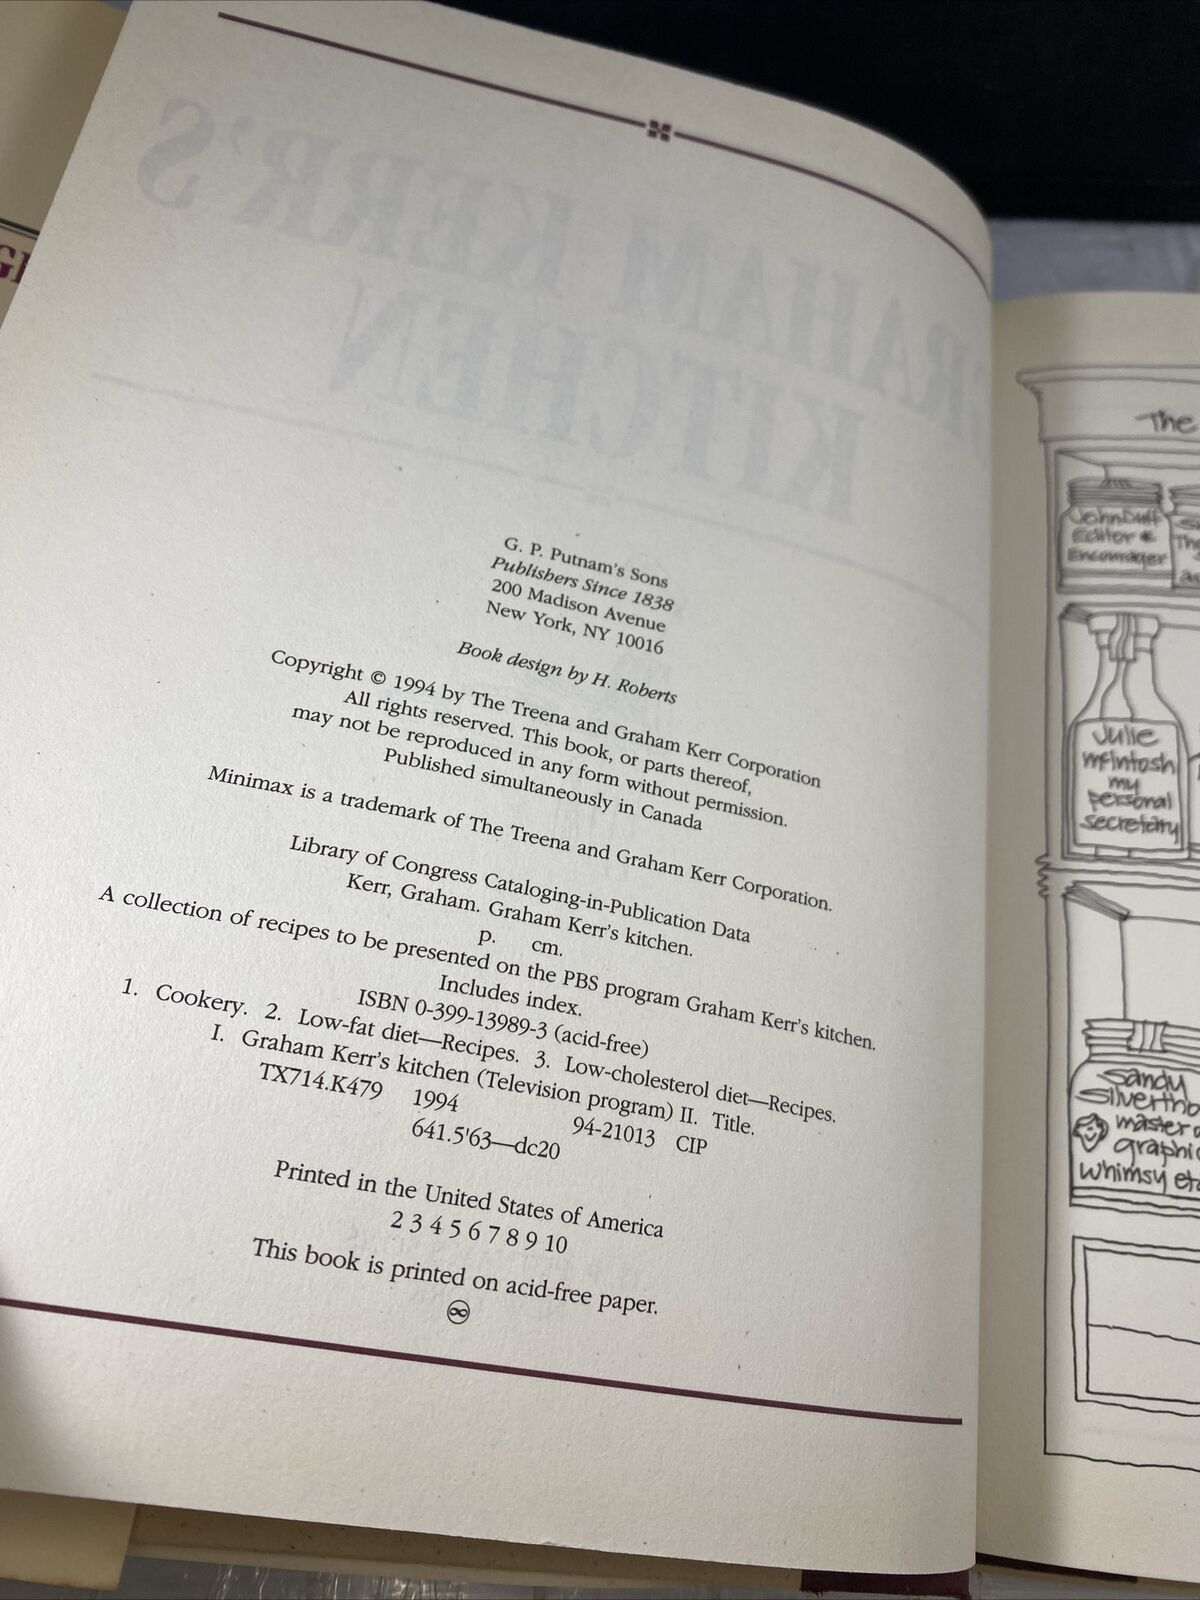 GRAHAM KERR'S
KITCHEN
G. P. Putnam's Sons
Publishers Since 1838
200 Madison Avenue
New York, NY 10016
Book design by H. Roberts
Copyright © 1994 by The Treena and Graham Kerr Corporation
All rights reserved. This book, or parts thereof,
may not be reproduced in any form without permission.
Published simultaneously in Canada
Minimax is a trademark of The Treena and Graham Kerr Corporation.
Library of Congress Cataloging-in-Publication Data
Kerr, Graham. Graham Kerr's kitchen.
p. cm.
A collection of recipes to be presented on the PBS program Graham Kerr's kitchen.
Includes index.
ISBN 0-399-13989-3 (acid-free)
1. Cookery. 2. Low-fat diet—Recipes. 3. Low-cholesterol diet—Recipes.
I. Graham Kerr's kitchen (Television program) II. Title.
TX714.K479 1994 94-21013 CIP
641.5'63—dc20
Printed in the United States of America
2 3 4 5 6 7 8 9 10
This book is printed on acid-free paper.
The
John Duff
Editor &
Encourager
Julie
McIntosh
my
personal
secretary
Sandy
master
graphic
whimsy etc